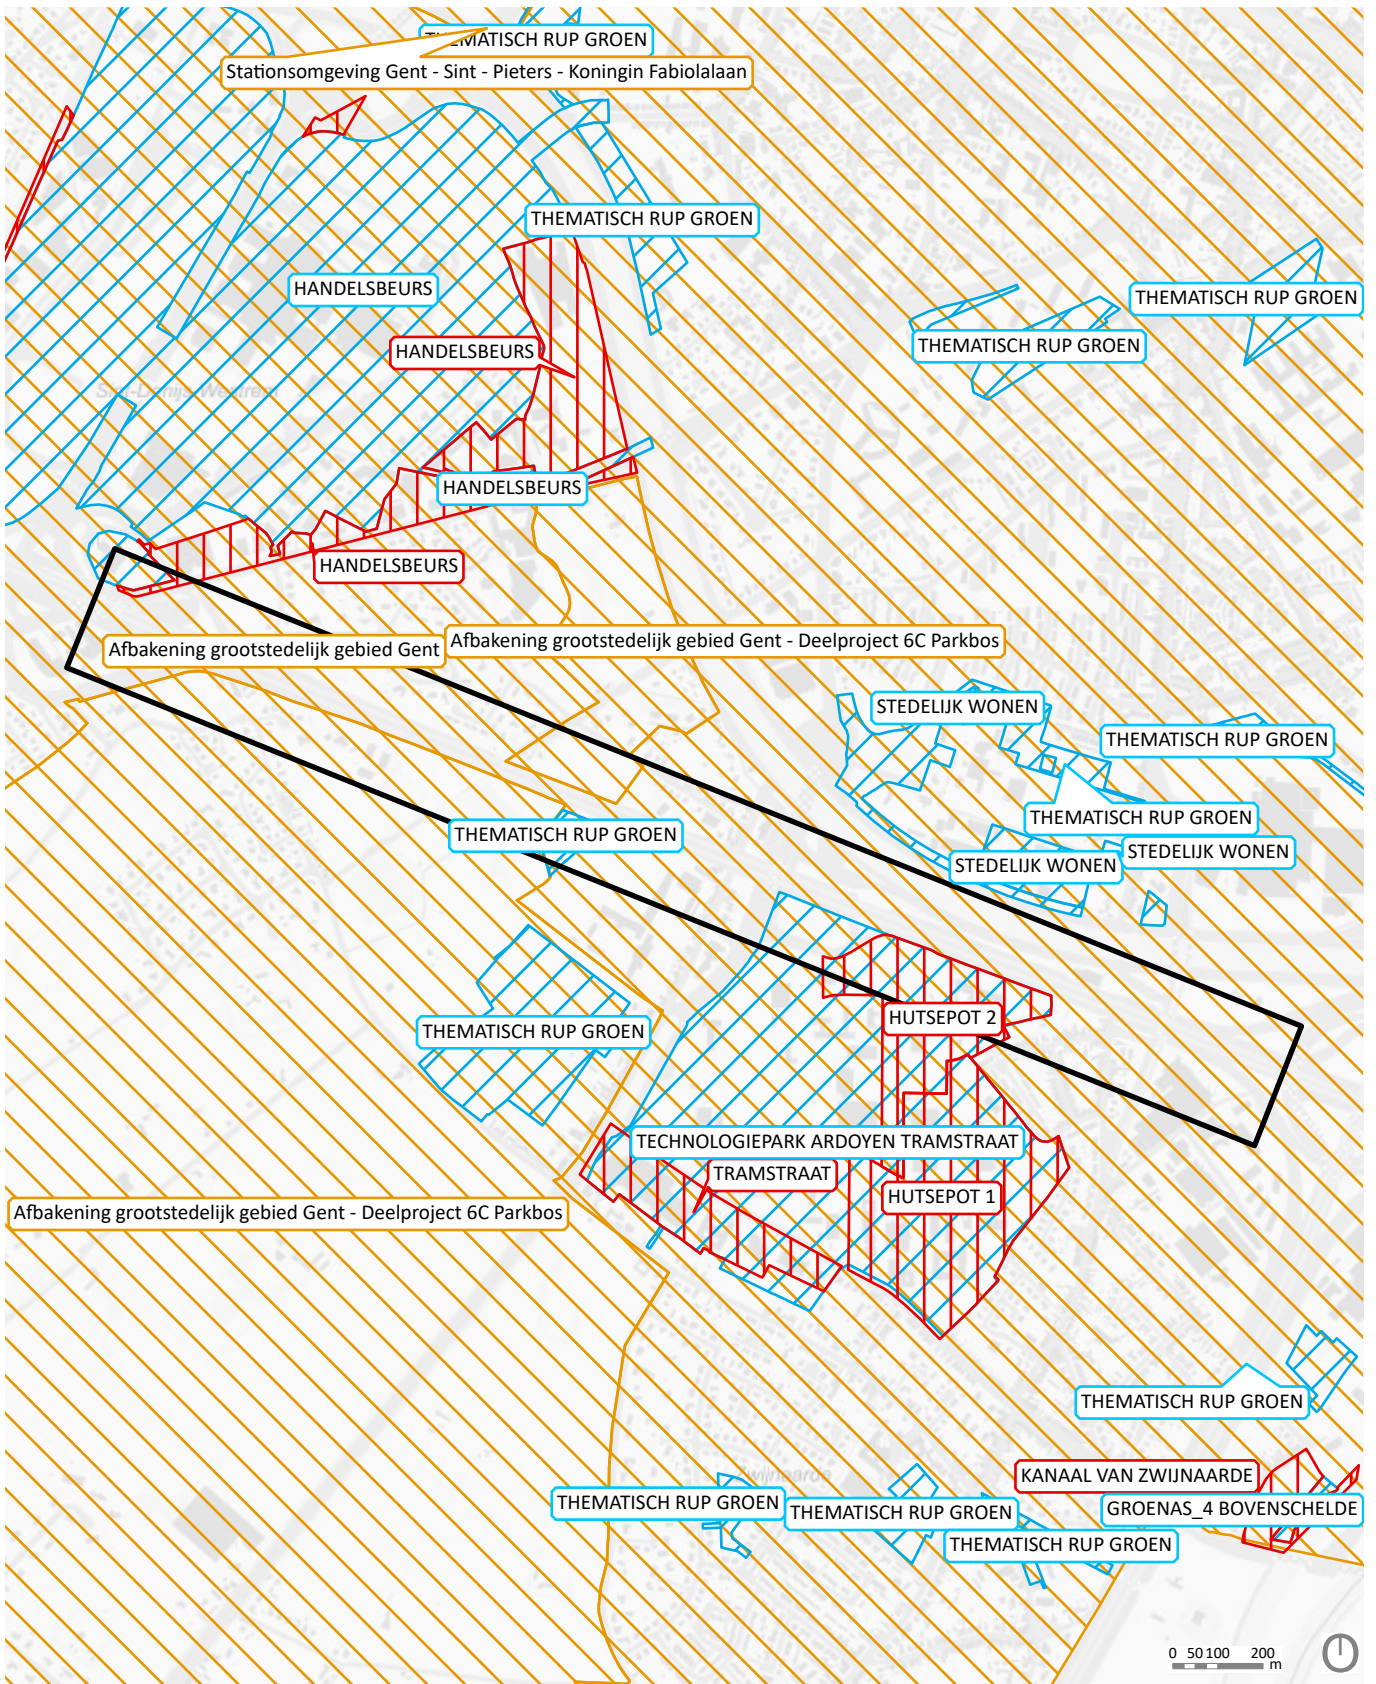 THEMATISCH RUP GROEN
Stationsomgeving Gent - Sint - Pieters - Koningin Fabiolalaan
THEMATISCH RUP GROEN
HANDELSBEURS
THEMATISCH RUP GROEN
THEMATISCH RUP GROEN
HANDELSBEURS
Sint-Denijs-Westrem
HANDELSBEURS
HANDELSBEURS
Afbakening grootstedelijk gebied Gent
Afbakening grootstedelijk gebied Gent - Deelproject 6C Parkbos
STEDELIJK WONEN
THEMATISCH RUP GROEN
THEMATISCH RUP GROEN
THEMATISCH RUP GROEN
STEDELIJK WONEN
STEDELIJK WONEN
HUTSEPOT 2
THEMATISCH RUP GROEN
TECHNOLOGIEPARK ARDOYEN TRAMSTRAAT
TRAMSTRAAT
HUTSEPOT 1
Afbakening grootstedelijk gebied Gent - Deelproject 6C Parkbos
THEMATISCH RUP GROEN
KANAAL VAN ZWIJNAARDE
Zwijnaarde
THEMATISCH RUP GROEN
THEMATISCH RUP GROEN
GROENAS_4 BOVENSCHELDE
THEMATISCH RUP GROEN
0 50 100 200
m